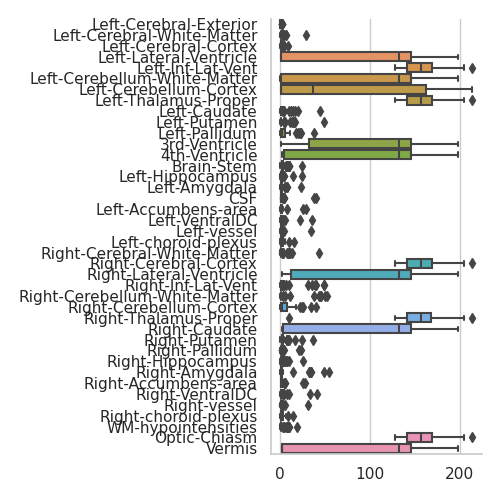 Left-Cerebral-Exterior
Left-Cerebral-White-Matter
Left-Cerebral-Cortex
Left-Lateral-Ventricle
Left-Inf-Lat-Vent
Left-Cerebellum-White-Matter
Left-Cerebellum-Cortex
Left-Thalamus-Proper
Left-Caudate
Left-Putamen
Left-Pallidum
3rd-Ventricle
4th-Ventricle
Brain-Stem
Left-Hippocampus
Left-Amygdala
CSF
Left-Accumbens-area
Left-VentralDC
Left-vessel
Left-choroid-plexus
Right-Cerebral-White-Matter
Right-Cerebral-Cortex
Right-Lateral-Ventricle
Right-Inf-Lat-Vent
Right-Cerebellum-White-Matter
Right-Cerebellum-Cortex
Right-Thalamus-Proper
Right-Caudate
Right-Putamen
Right-Pallidum
Right-Hippocampus
Right-Amygdala
Right-Accumbens-area
Right-VentralDC
Right-vessel
Right-choroid-plexus
WM-hypointensities
Optic-Chiasm
Vermis
0 100 200